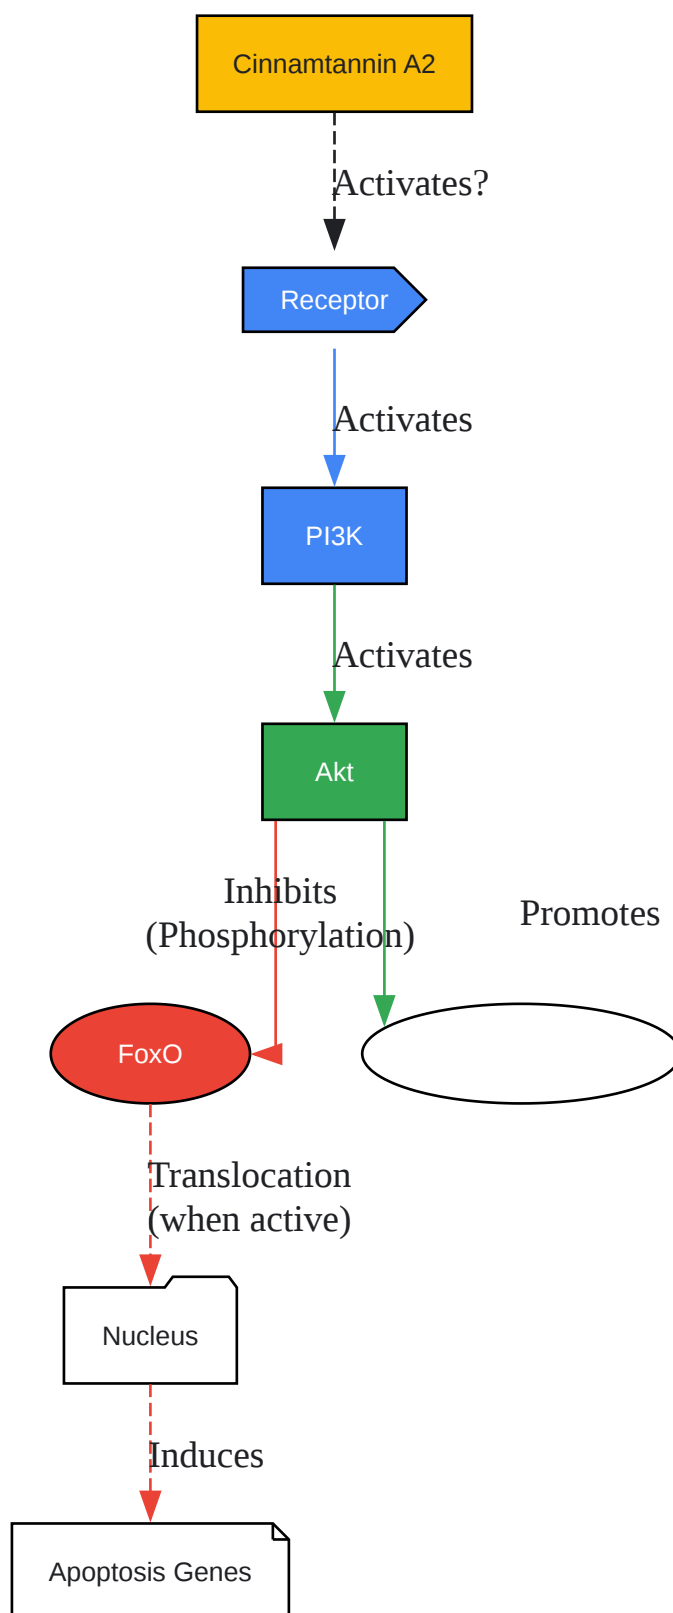 Cinnamtannin A2
Activates?
Receptor
Activates
PI3K
Activates
Akt
Inhibits
(Phosphorylation)
Promotes
FoxO
Translocation
(when active)
Nucleus
Induces
Apoptosis Genes